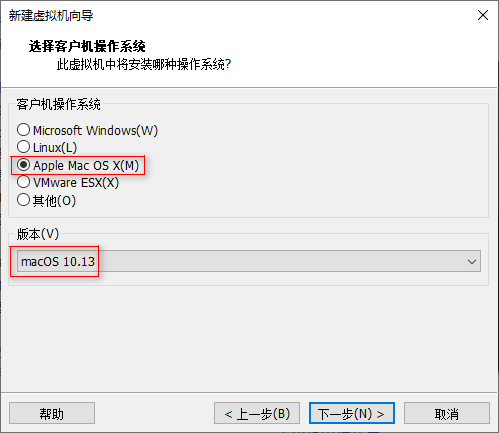 新建虚拟机向导
选择客户机操作系统
此虚拟机中将安装哪种操作系统?
客户机操作系统
Microsoft Windows(W)
Linux(L)
Apple Mac OS X(M)
VMware ESX(X)
其他(O)
版本(V)
macOS 10.13
帮助
< 上一步(B)
下一步(N) >
取消